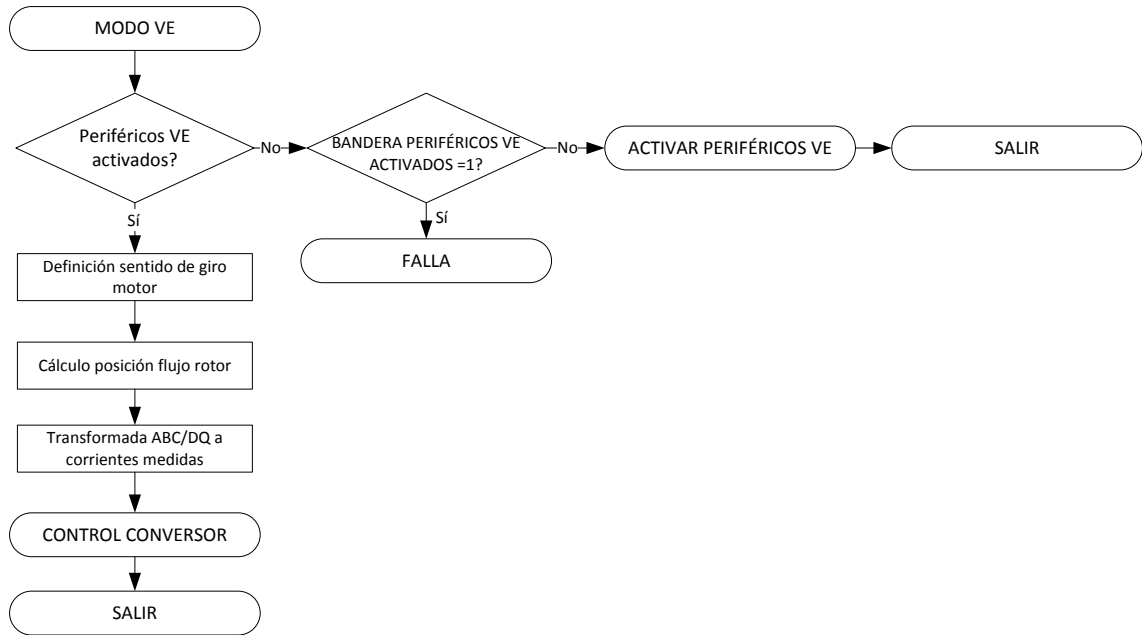 MODO VE
Periféricos VE
activados?
No
BANDERA PERIFÉRICOS VE
ACTIVADOS =1?
No
ACTIVAR PERIFÉRICOS VE
SALIR
Sí
Sí
Definición sentido de giro
motor
FALLA
Cálculo posición flujo rotor
Transformada ABC/DQ a
corrientes medidas
CONTROL CONVERSOR
SALIR